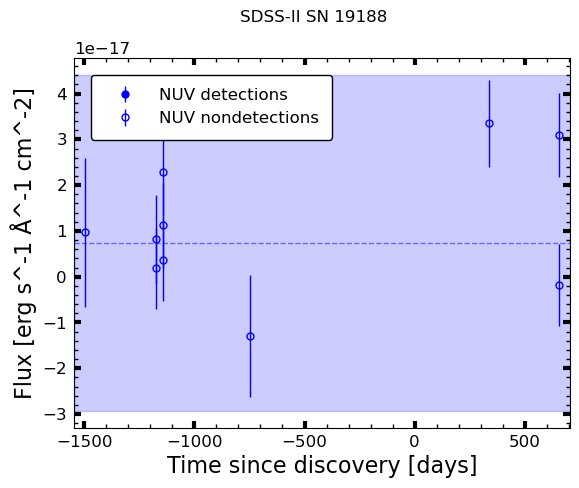 SDSS-II SN 19188
1e−17
NUV detections
NUV nondetections
4
3
2
1
0
−1
−2
−3
Flux [erg s^-1 Å^-1 cm^-2]
−1500 −1000 −500 0 500
Time since discovery [days]